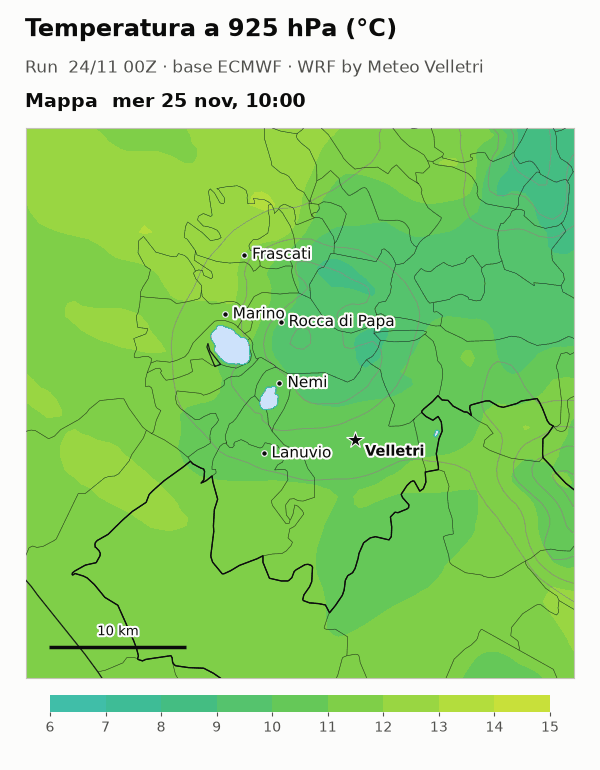 Temperatura a 925 hPa (°C)
Run  24/11 00Z · base ECMWF · WRF by Meteo Velletri
Mappa  mer 25 nov, 10:00
Frascati
Marino
Rocca di Papa
Nemi
Velletri
Lanuvio
10 km
6 7 8 9 10 11 12 13 14 15